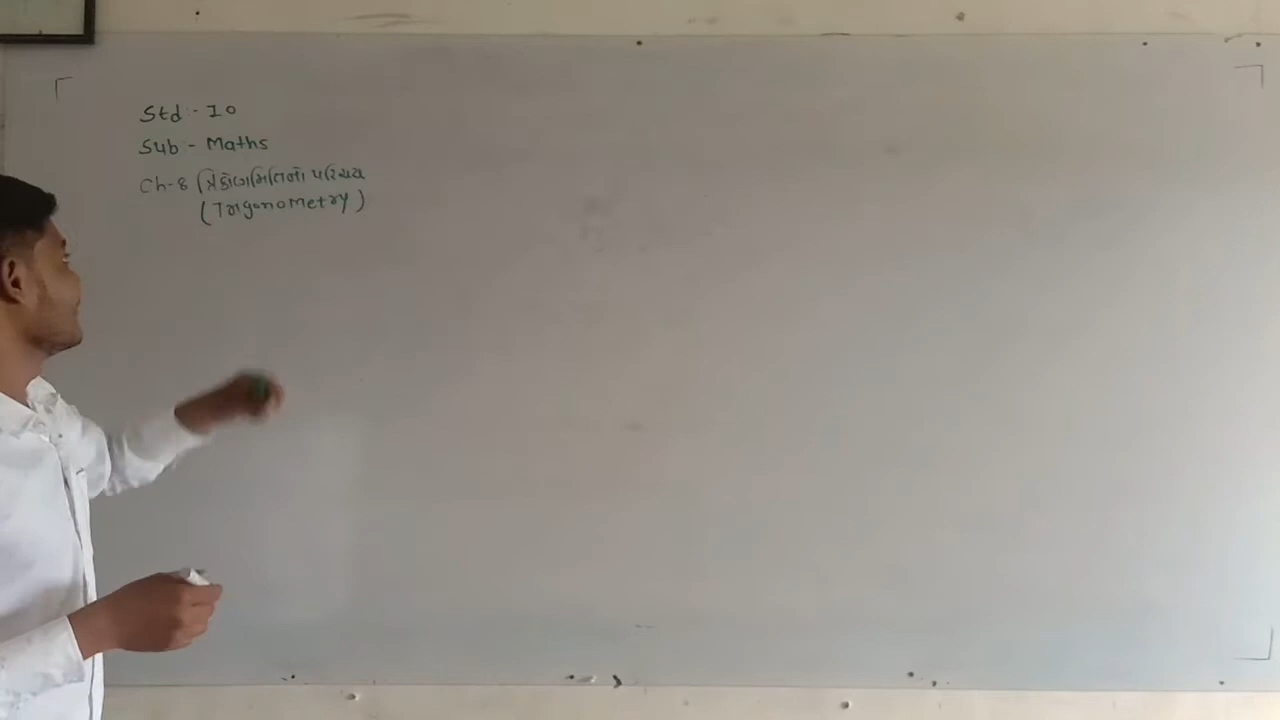 Std :- 10
Sub :- Maths
Ch-8 ત્રિકોણમિતિનો પરિચય
(Trigonometry)